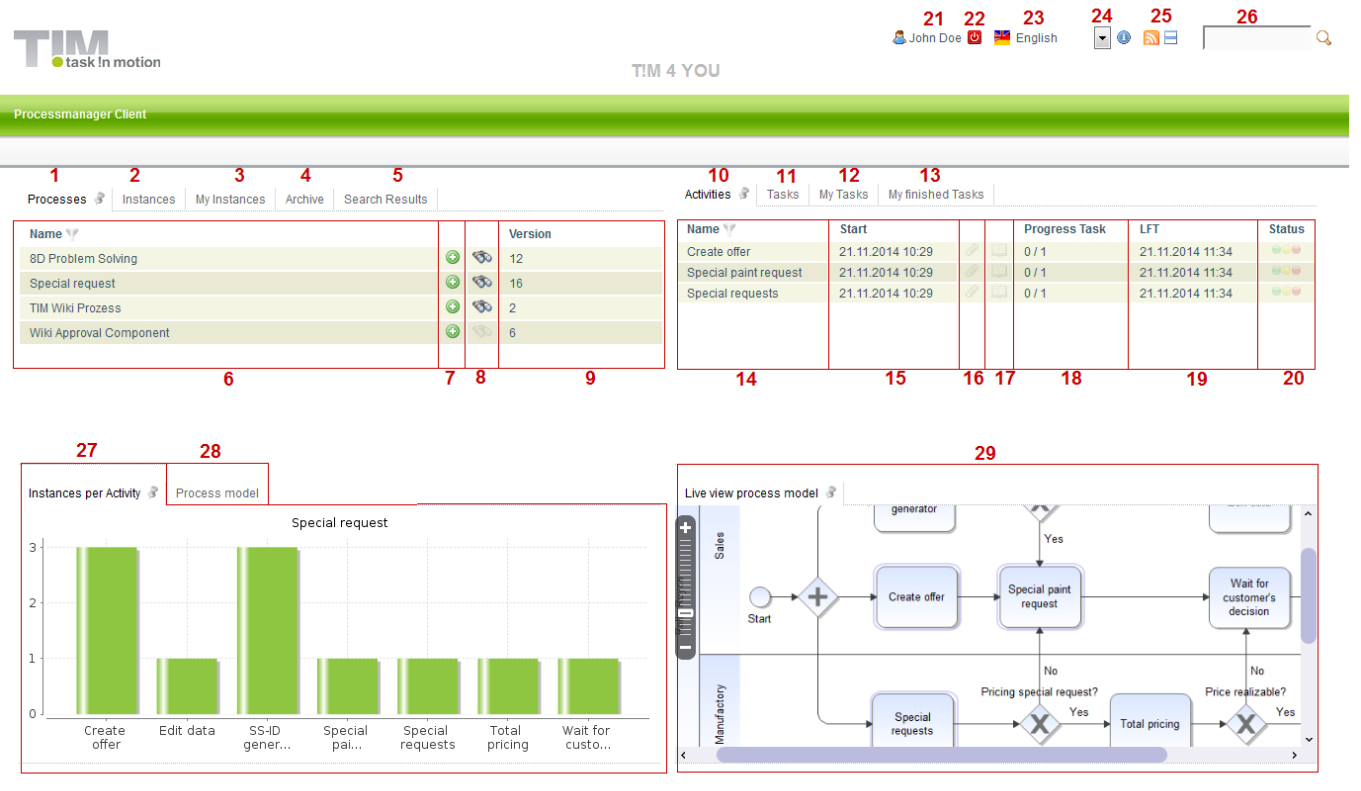 21 22 23 24 25 26
John Doe English
TIM
task !n motion
T!M 4 YOU
Processmanager Client
1 2 3 4 5
Processes Instances My Instances Archive Search Results
Name Version
8D Problem Solving 12
Special request 16
TIM Wiki Prozess 2
Wiki Approval Component 6
6 7 8 9
10 11 12 13
Activities Tasks My Tasks My finished Tasks
Name Start Progress Task LFT Status
Create offer 21.11.2014 10:29 0 / 1 21.11.2014 11:34
Special paint request 21.11.2014 10:29 0 / 1 21.11.2014 11:34
Special requests 21.11.2014 10:29 0 / 1 21.11.2014 11:34
14 15 16 17 18 19 20
27 28
Instances per Activity Process model
Special request
3
2
1
0
Create
offer
Edit data
SS-ID
gener...
Special
pai...
Special
requests
Total
pricing
Wait for
custo...
29
Live view process model
generator
Sales
Yes
Start
Create offer
Special paint
request
Wait for
customer's
decision
No
No
Pricing special request?
Price realizable?
Manufactory
Special
requests
Yes
Total pricing
Yes